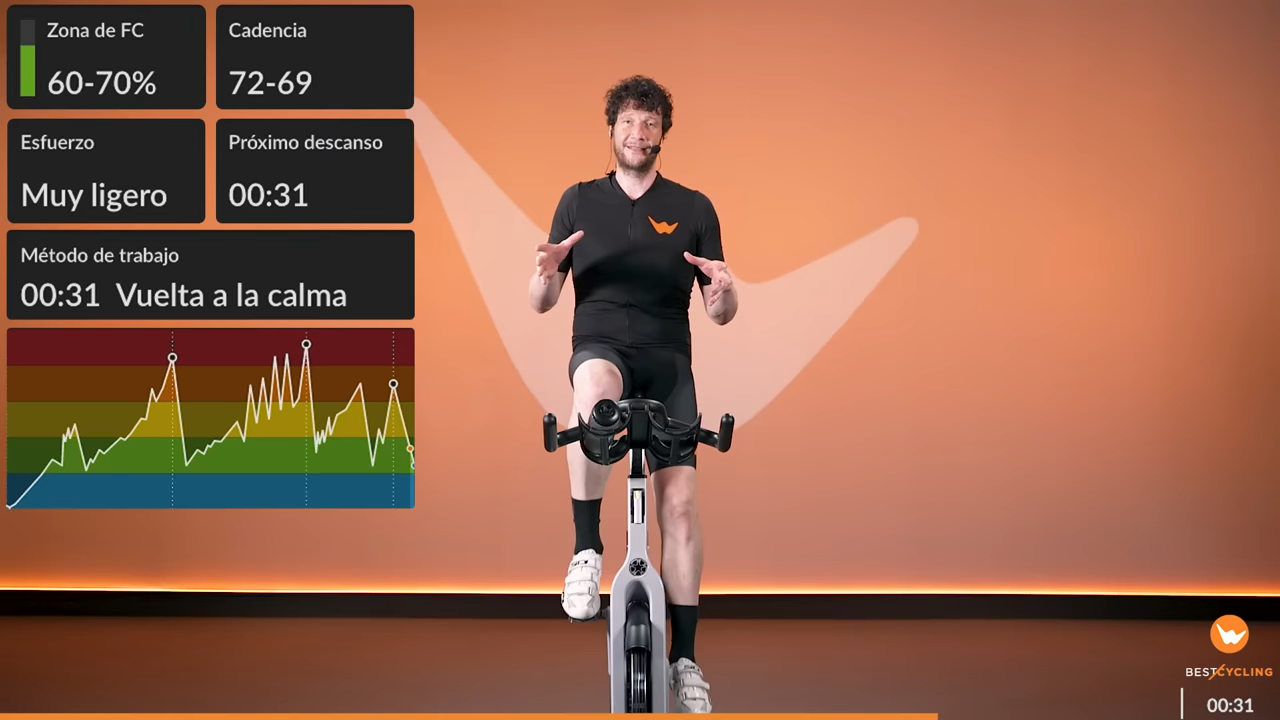 Zona de FC
60-70%
Cadencia
72-69
Esfuerzo
Muy ligero
Próximo descanso
00:31
Método de trabajo
00:31 Vuelta a la calma
BESTCYCLING
00:31